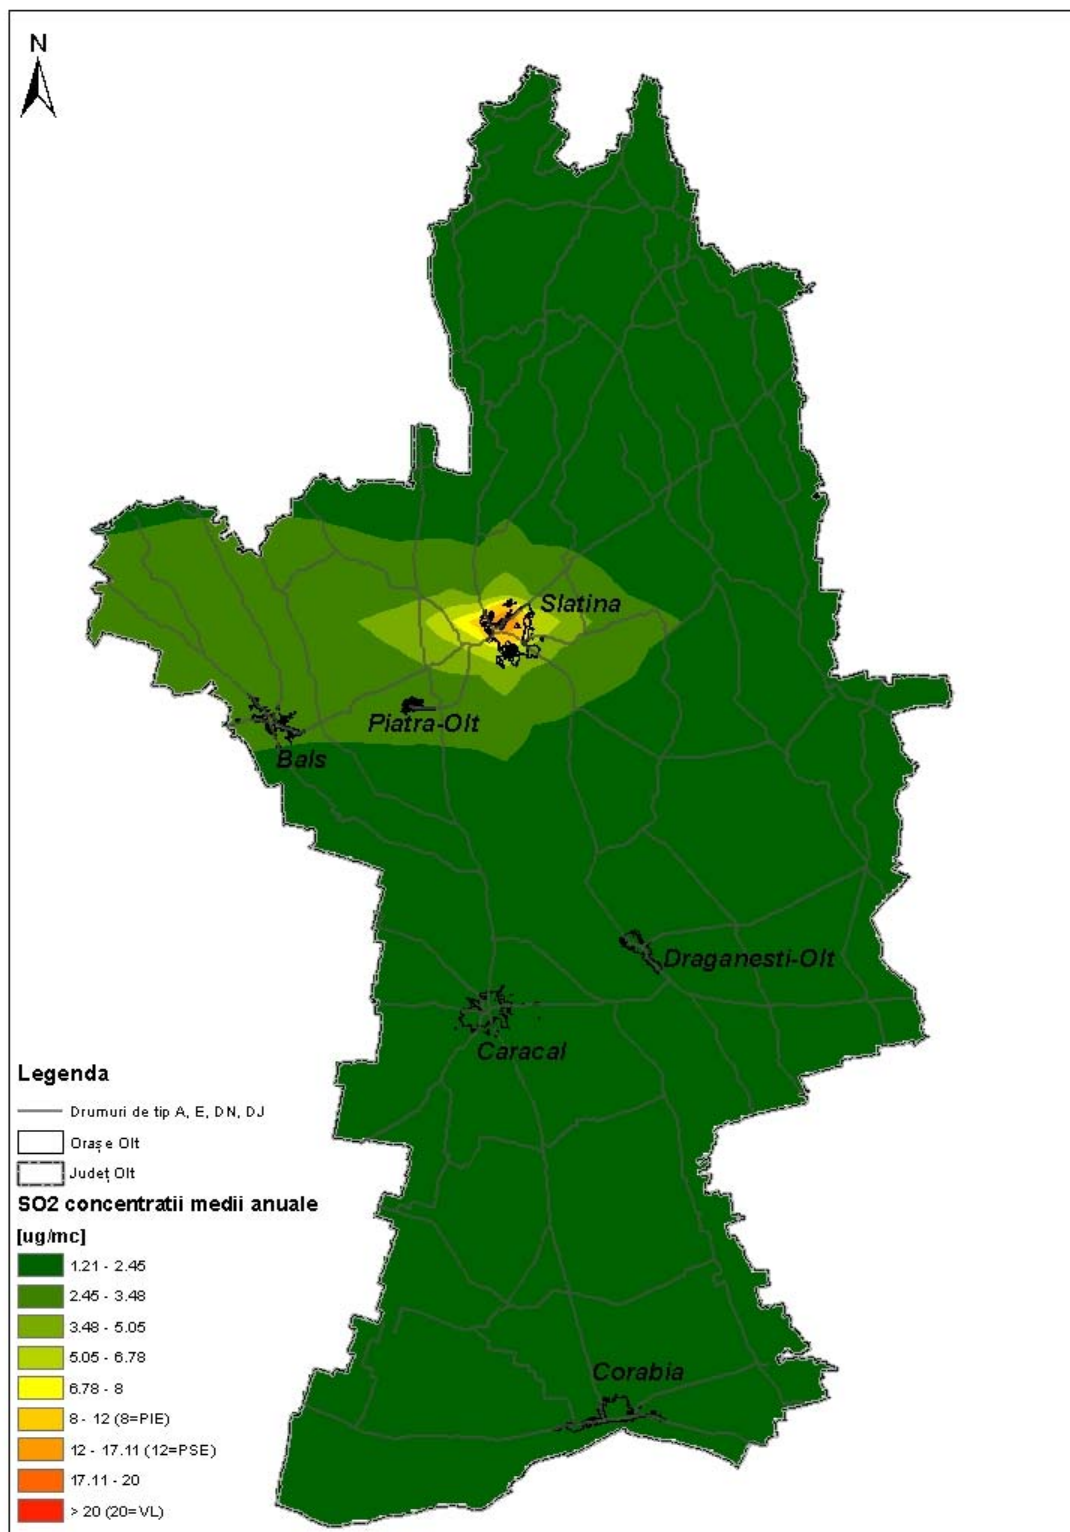 N
Slatina
Piatra-Olt
Bals
Draganesti-Olt
Caracal
Corabia
Legenda
Drumuri de tip A, E, DN, DJ
Orașe Olt
Județ Olt
SO2 concentratii medii anuale
[ug/mc]
1.21 - 2.45
2.45 - 3.48
3.48 - 5.05
5.05 - 6.78
6.78 - 8
8 - 12 (8=PIE)
12 - 17.11 (12=PSE)
17.11 - 20
> 20 (20=VL)